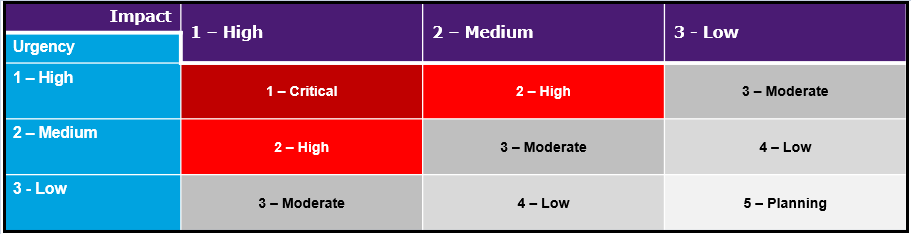 Impact
1 – High
2 – Medium
3 - Low
Urgency
1 – High
1 – Critical
2 – High
3 – Moderate
2 – Medium
2 – High
3 – Moderate
4 – Low
3 - Low
3 – Moderate
4 – Low
5 – Planning